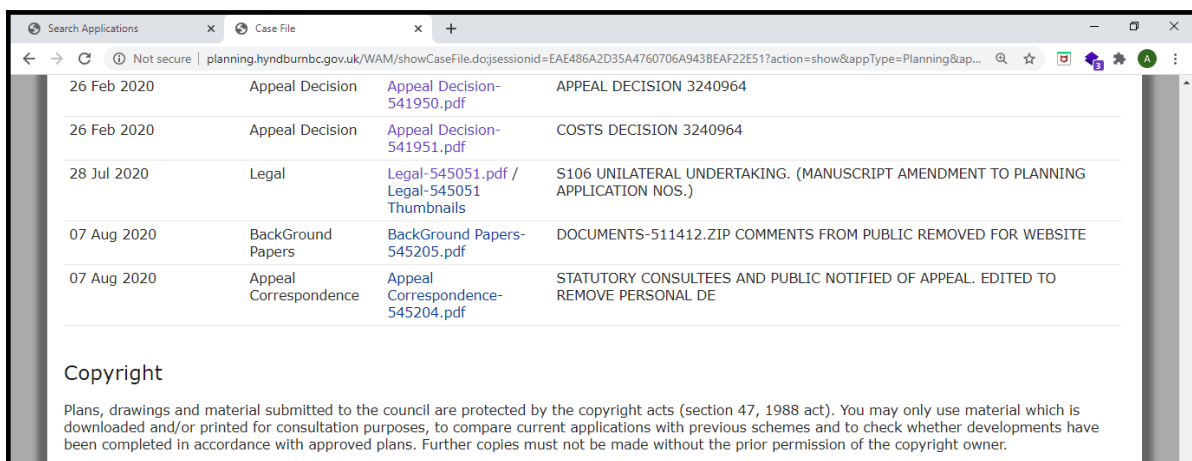 Search Applications
Case File
Not secure | planning.hyndburnbc.gov.uk/WAM/showCaseFile.do;jsessionid=EAE486A2D35A4760706A943BEAF22E51?action=show&appType=Planning&ap...
3
A
26 Feb 2020 Appeal Decision Appeal Decision- APPEAL DECISION 3240964
541950.pdf
26 Feb 2020 Appeal Decision Appeal Decision- COSTS DECISION 3240964
541951.pdf
28 Jul 2020 Legal Legal-545051.pdf / S106 UNILATERAL UNDERTAKING. (MANUSCRIPT AMENDMENT TO PLANNING
Legal-545051 APPLICATION NOS.)
Thumbnails
07 Aug 2020 BackGround BackGround Papers- DOCUMENTS-511412.ZIP COMMENTS FROM PUBLIC REMOVED FOR WEBSITE
Papers 545205.pdf
07 Aug 2020 Appeal Appeal STATUTORY CONSULTEES AND PUBLIC NOTIFIED OF APPEAL. EDITED TO
Correspondence Correspondence- REMOVE PERSONAL DE
545204.pdf
Copyright
Plans, drawings and material submitted to the council are protected by the copyright acts (section 47, 1988 act). You may only use material which is
downloaded and/or printed for consultation purposes, to compare current applications with previous schemes and to check whether developments have
been completed in accordance with approved plans. Further copies must not be made without the prior permission of the copyright owner.